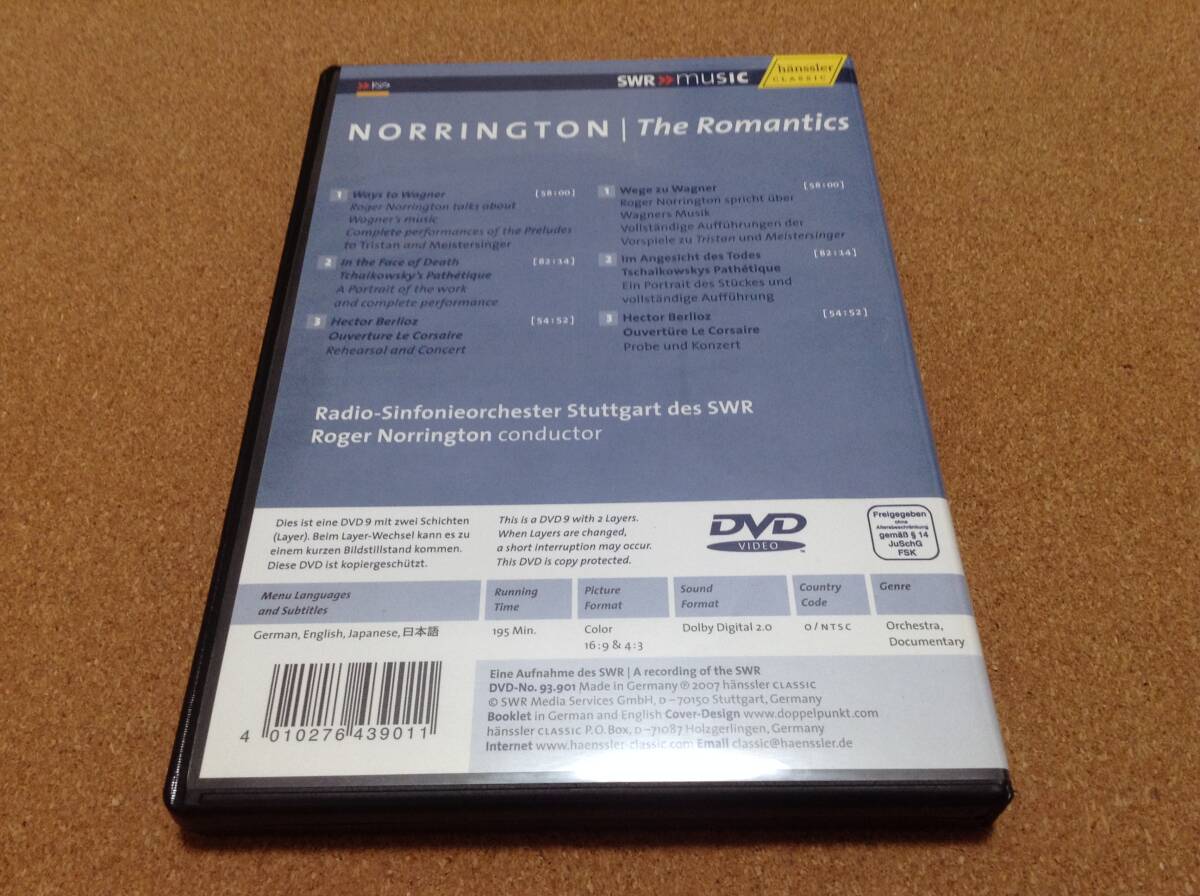 SWR»music
hänssler
CLASSIC
NORRINGTON | The Romantics
1 Ways to Wagner [58:00]
Roger Norrington talks about
Wagner's music
Complete performances of the Preludes
to Tristan and Meistersinger
2 In the Face of Death [82:14]
Tchaikowsky's Pathétique
A Portrait of the work
and complete performance
3 Hector Berlioz [54:52]
Ouverture Le Corsaire
Rehearsal and Concert
1 Wege zu Wagner [58:00]
Roger Norrington spricht über
Wagners Musik
Vollständige Aufführungen der
Vorspiele zu Tristan und Meistersinger
2 Im Angesicht des Todes [82:14]
Tschaikowskys Pathétique
Ein Portrait des Stückes und
vollständige Aufführung
3 Hector Berlioz [54:52]
Ouvertüre Le Corsaire
Probe und Konzert
Radio-Sinfonieorchester Stuttgart des SWR
Roger Norrington conductor
Dies ist eine DVD 9 mit zwei Schichten
(Layer). Beim Layer-Wechsel kann es zu
einem kurzen Bildstillstand kommen.
Diese DVD ist kopiergeschützt.
This is a DVD 9 with 2 Layers.
When Layers are changed,
a short interruption may occur.
This DVD is copy protected.
DVD
VIDEO
™
Freigegeben
ohne
Altersbeschränkung
gemäß § 14
JuSchG
FSK
Menu Languages
and Subtitles
German, English, Japanese, 日本語
Running
Time
195 Min.
Picture
Format
Color
16:9 & 4:3
Sound
Format
Dolby Digital 2.0
Country
Code
0/NTSC
Genre
Orchestra,
Documentary
4 010276 439011
Eine Aufnahme des SWR | A recording of the SWR
DVD-No. 93.901 Made in Germany ℗ 2007 hänssler CLASSIC
© SWR Media Services GmbH, D – 70150 Stuttgart, Germany
Booklet in German and English Cover-Design www.doppelpunkt.com
hänssler CLASSIC P.O. Box, D – 71087 Holzgerlingen, Germany
Internet www.haenssler-classic.com Email classic@haenssler.de